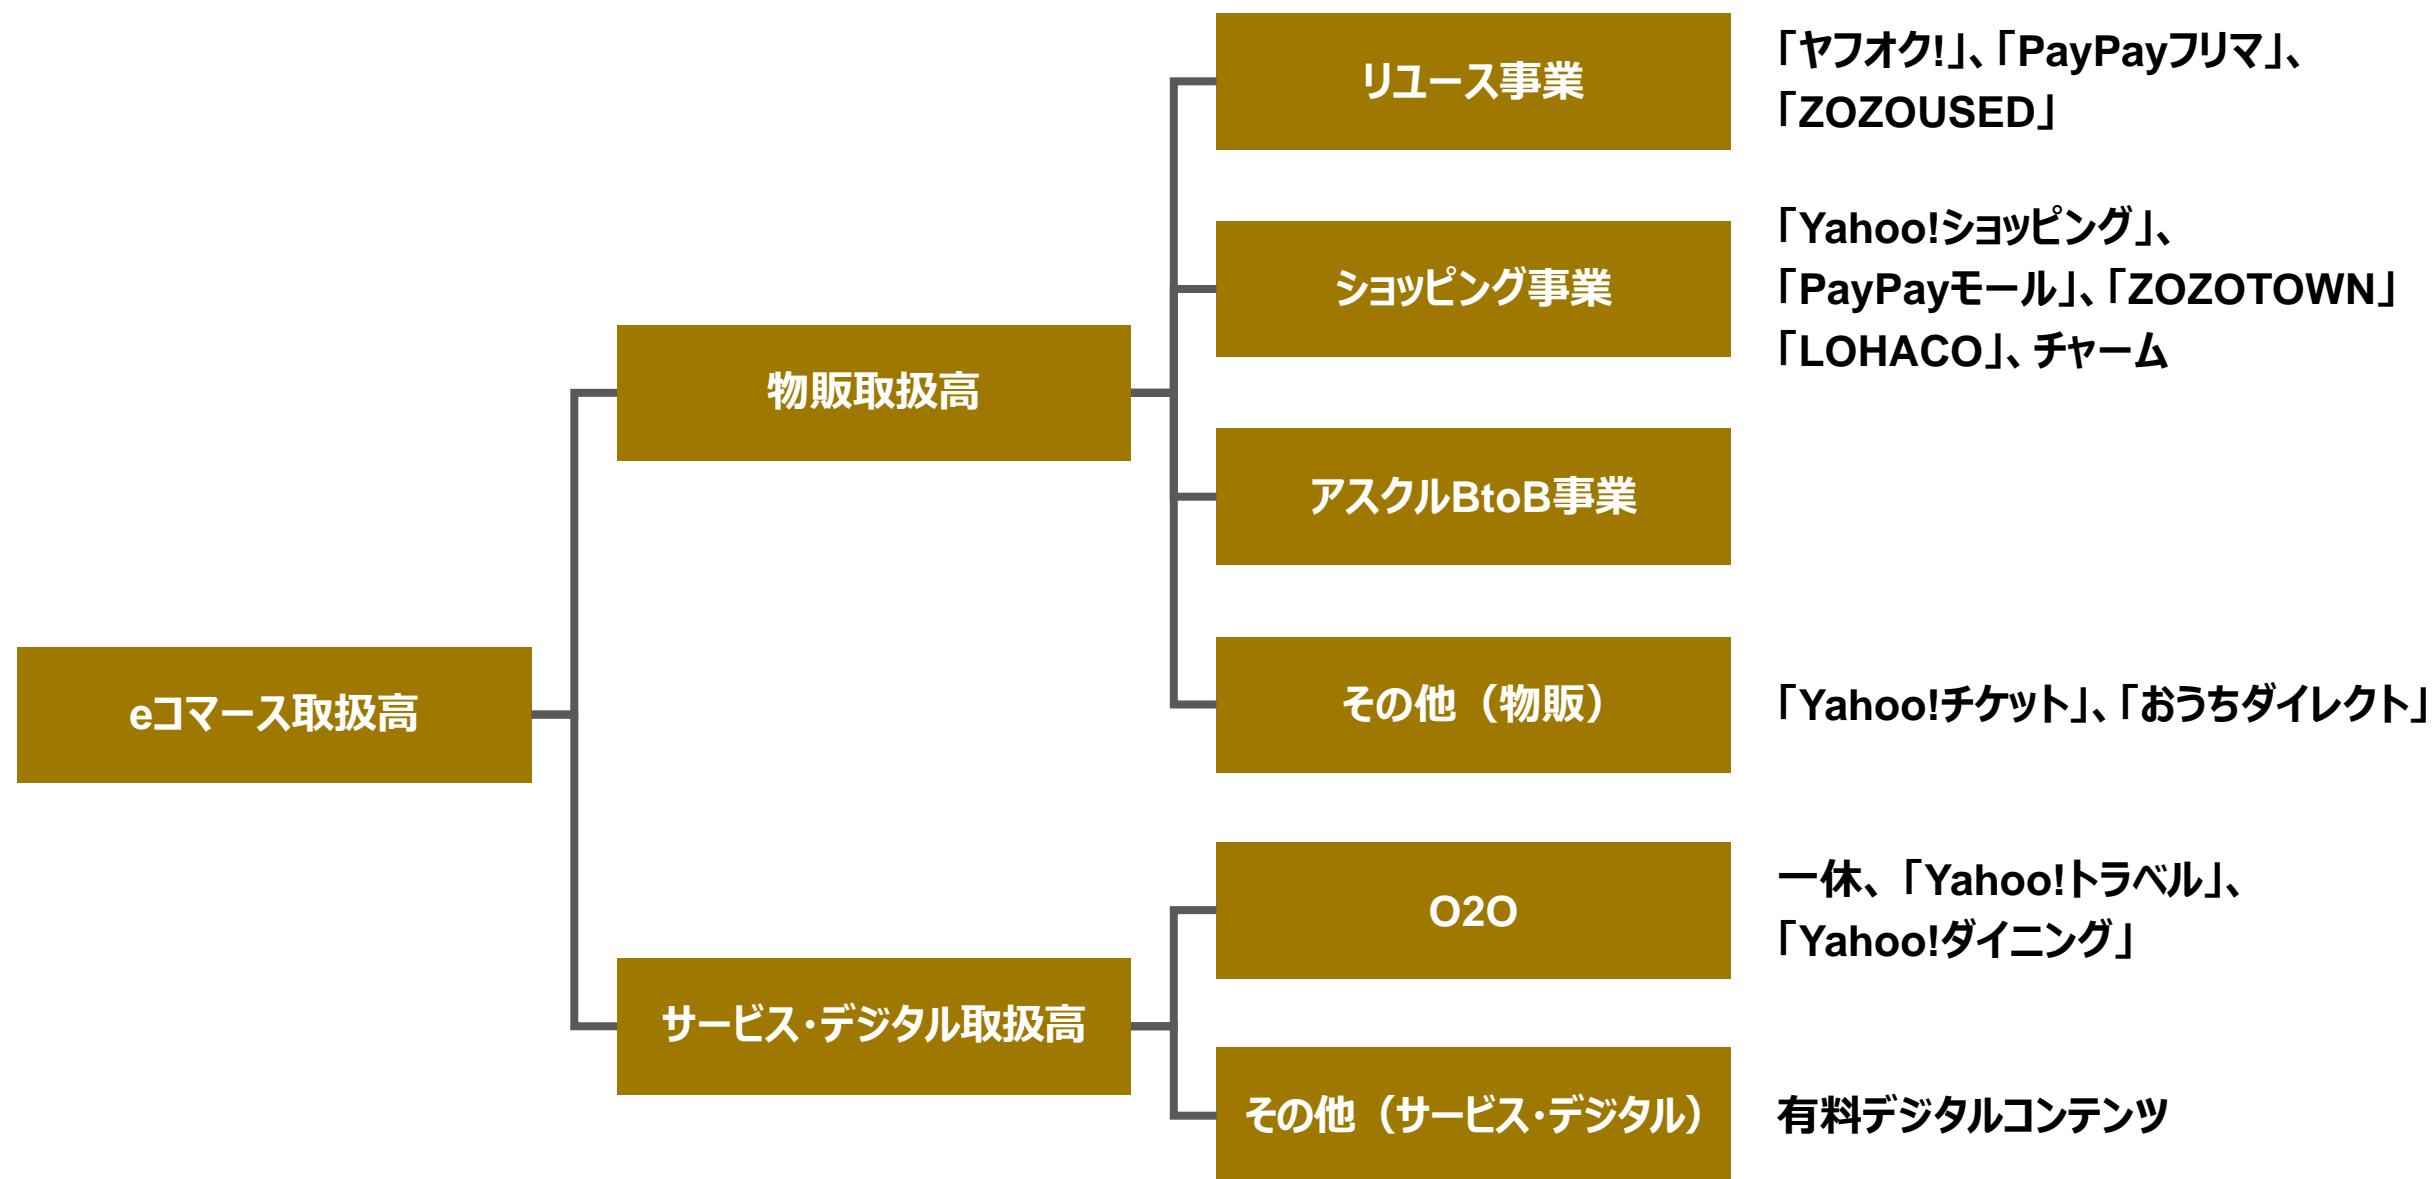 リユース事業
「ヤフオク!」、「PayPayフリマ」、
「ZOZOUSED」
ショッピング事業
「Yahoo!ショッピング」、
「PayPayモール」、「ZOZOTOWN」
「LOHACO」、チャーム
物販取扱高
アスクルBtoB事業
eコマース取扱高
その他（物販）
「Yahoo!チケット」、「おうちダイレクト」
O2O
一休、「Yahoo!トラベル」、
「Yahoo!ダイニング」
サービス・デジタル取扱高
その他（サービス・デジタル）
有料デジタルコンテンツ